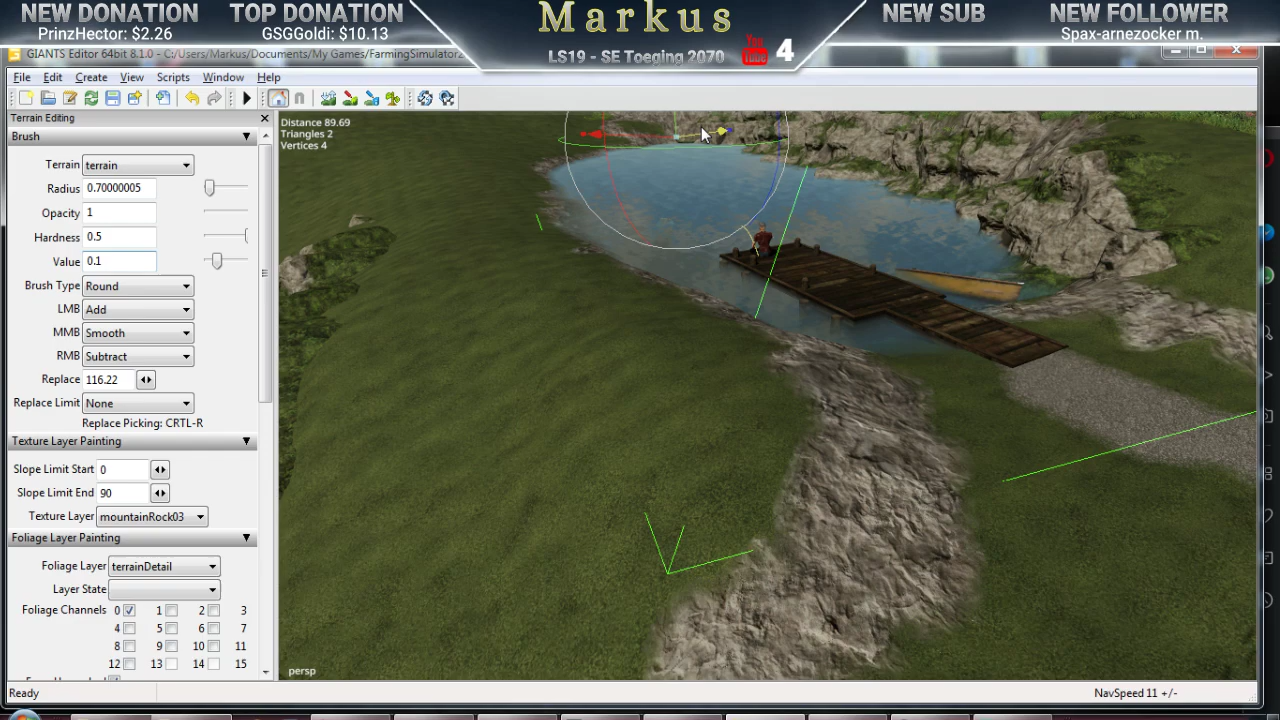 NEW DONATION
PrinzHector: $2.26
TOP DONATION
GSGGoldi: $10.13
Markus
LS19 - SE Toeging 2070
You
Tube
4
NEW SUB
NEW FOLLOWER
Spax-arnezocker m.
GIANTS Editor 64bit 8.1.0 - C:/Users/Markus/Documents/My Games/FarmingSimulator2
File Edit Create View Scripts Window Help
Terrain Editing
Brush
Terrain terrain
Radius 0.70000005
Opacity 1
Hardness 0.5
Value 0.1
Brush Type Round
LMB Add
MMB Smooth
RMB Subtract
Replace 116.22
Replace Limit None
Replace Picking: CRTL-R
Texture Layer Painting
Slope Limit Start 0
Slope Limit End 90
Texture Layer mountainRock03
Foliage Layer Painting
Foliage Layer terrainDetail
Layer State
Foliage Channels 0 1 2 3
4 5 6 7
8 9 10 11
12 13 14 15
Distance 89.69
Triangles 2
Vertices 4
persp
Ready
NavSpeed 11 +/-